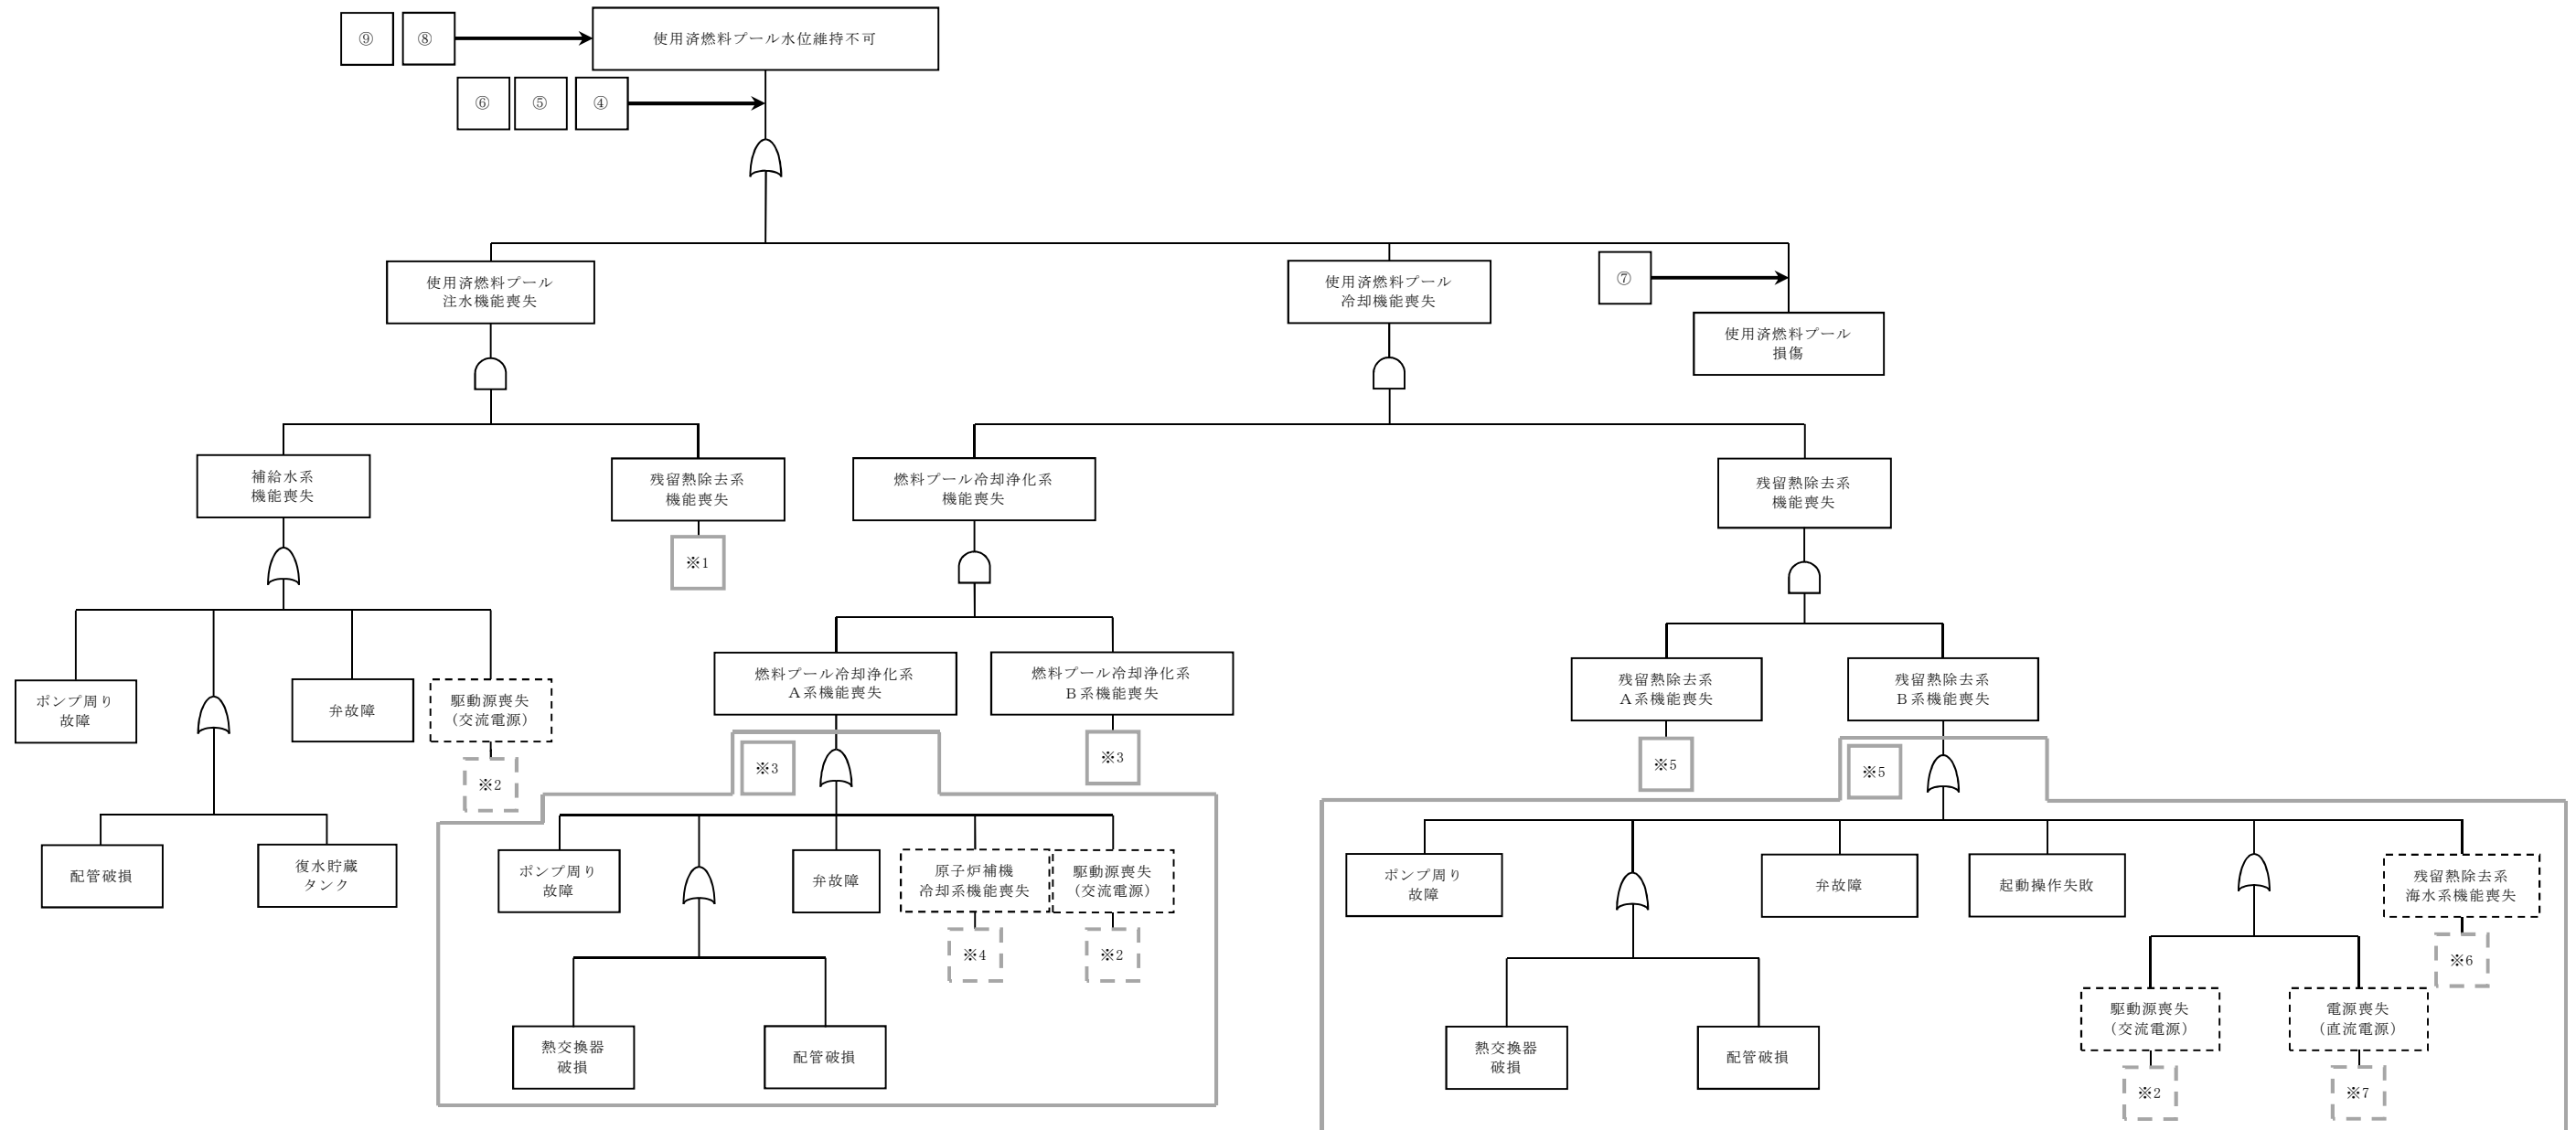 ⑨ ⑧ 使用済燃料プール水位維持不可
⑥ ⑤ ④
使用済燃料プール
注水機能喪失
使用済燃料プール
冷却機能喪失
⑦
使用済燃料プール
損傷
補給水系
機能喪失
残留熱除去系
機能喪失
※1
燃料プール冷却浄化系
機能喪失
残留熱除去系
機能喪失
ポンプ周り
故障
弁故障
駆動源喪失
（交流電源）
※2
配管破損
復水貯蔵
タンク
燃料プール冷却浄化系
Ａ系機能喪失
燃料プール冷却浄化系
Ｂ系機能喪失
※3
※3
ポンプ周り
故障
弁故障
原子炉補機
冷却系機能喪失
※4
駆動源喪失
（交流電源）
※2
熱交換器
破損
配管破損
残留熱除去系
Ａ系機能喪失
※5
残留熱除去系
Ｂ系機能喪失
※5
ポンプ周り
故障
弁故障
起動操作失敗
残留熱除去系
海水系機能喪失
※6
熱交換器
破損
配管破損
駆動源喪失
（交流電源）
※2
電源喪失
（直流電源）
※7